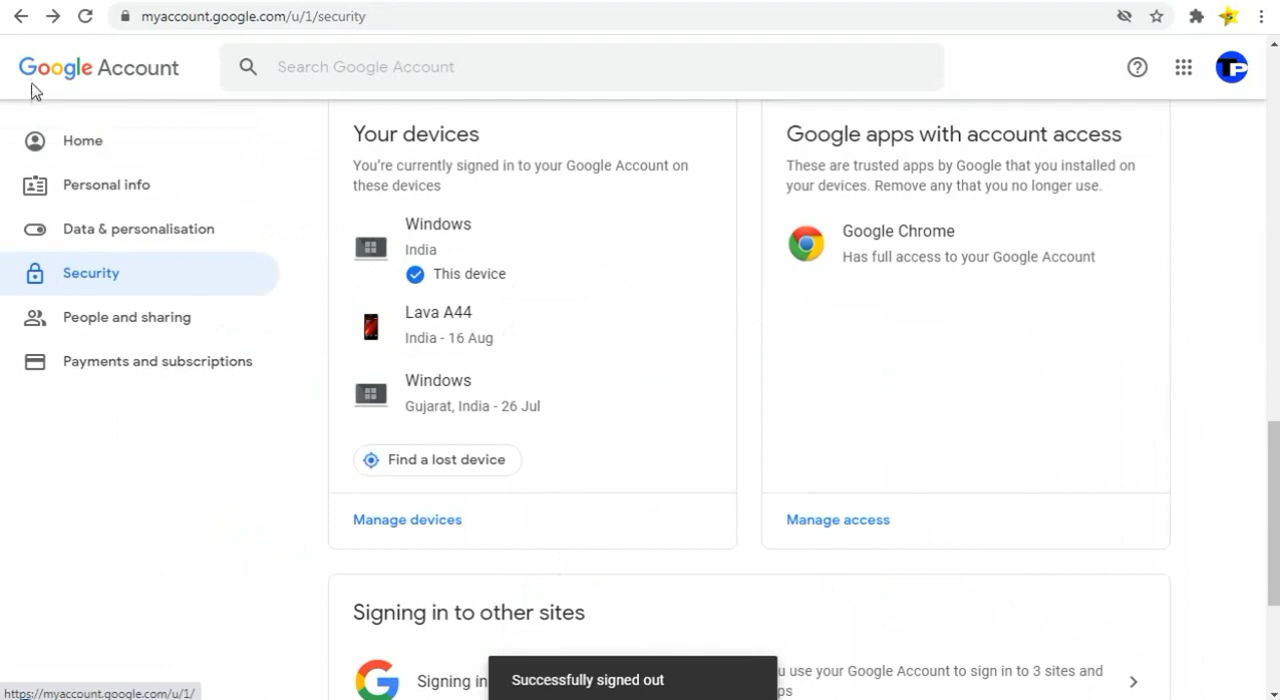 myaccount.google.com/u/1/security
Google Account
Search Google Account
TP
Home
Personal info
Data & personalisation
Security
People and sharing
Payments and subscriptions
Your devices
You're currently signed in to your Google Account on
these devices
Windows
India
This device
Lava A44
India - 16 Aug
Windows
Gujarat, India - 26 Jul
Find a lost device
Manage devices
Google apps with account access
These are trusted apps by Google that you installed on
your devices. Remove any that you no longer use.
Google Chrome
Has full access to your Google Account
Manage access
Signing in to other sites
Signing in
u use your Google Account to sign in to 3 sites and
ps
Successfully signed out
https://myaccount.google.com/u/1/